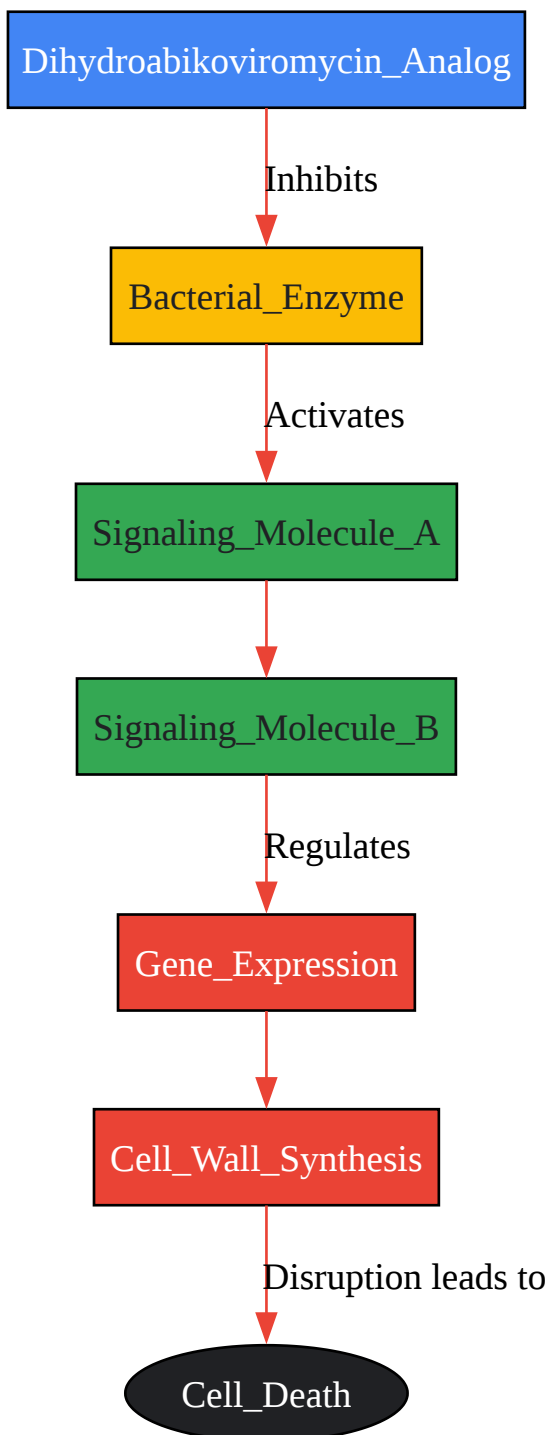 Dihydroabikoviromycin_Analog
Inhibits
Bacterial_Enzyme
Activates
Signaling_Molecule_A
Signaling_Molecule_B
Regulates
Gene_Expression
Cell_Wall_Synthesis
Disruption leads to
Cell_Death